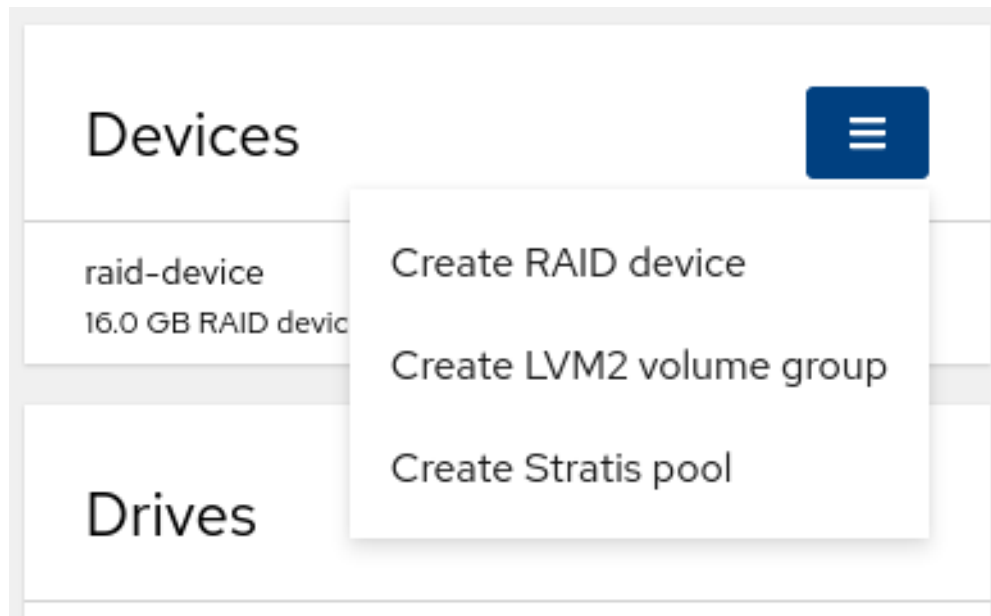 Devices
raid-device
16.0 GB RAID devic
Create RAID device
Create LVM2 volume group
Create Stratis pool
Drives